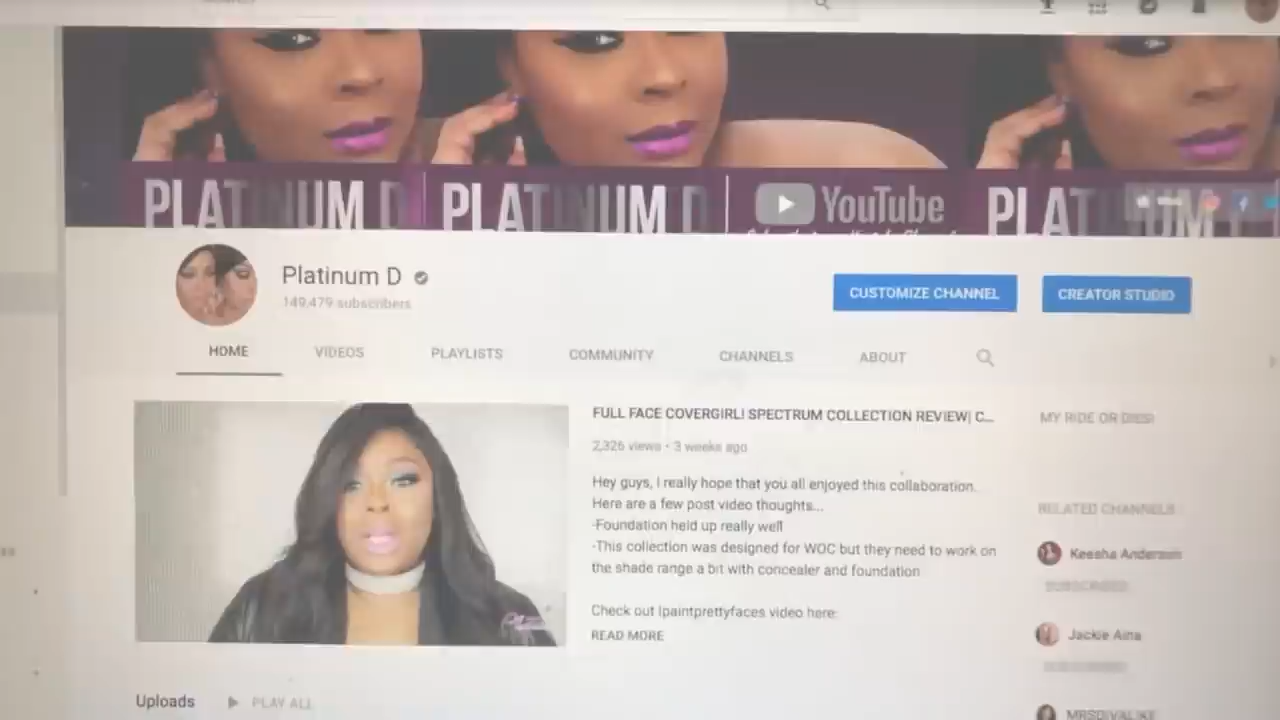 PLATINUM D
PLATINUM D
YouTube
PLATINUM
Platinum D
149,479 subscribers
CUSTOMIZE CHANNEL
CREATOR STUDIO
HOME
VIDEOS
PLAYLISTS
COMMUNITY
CHANNELS
ABOUT
FULL FACE COVERGIRL! SPECTRUM COLLECTION REVIEW| C...
2,326 views • 3 weeks ago
Hey guys, I really hope that you all enjoyed this collaboration.
Here are a few post video thoughts...
-Foundation held up really well
-This collection was designed for WOC but they need to work on
the shade range a bit with concealer and foundation
Check out Ipaintprettyfaces video here:
READ MORE
MY RIDE OR DIES!
RELATED CHANNELS
Keesha Anderson
SUBSCRIBED
Jackie Aina
SUBSCRIBED
MRSDIVALIKE
Uploads
PLAY ALL